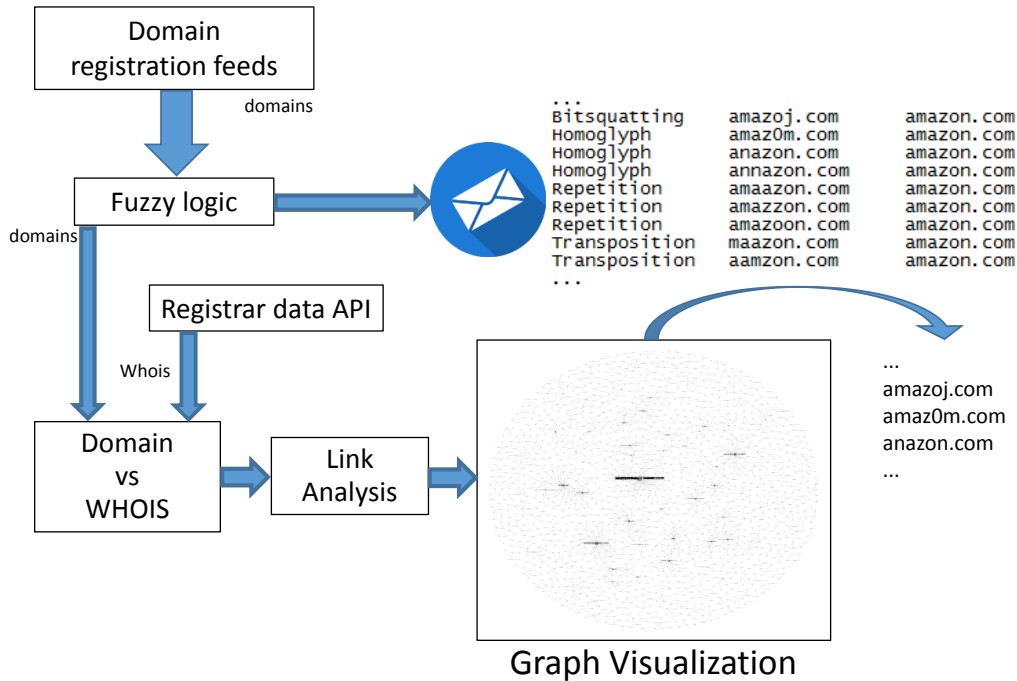 Domain
registration feeds
domains
Fuzzy logic
...
Bitsquatting amazoj.com amazon.com
Homoglyph amaz0m.com amazon.com
Homoglyph anazon.com amazon.com
Homoglyph annazon.com amazon.com
Repetition amaazon.com amazon.com
Repetition amazzon.com amazon.com
Repetition amazoon.com amazon.com
Transposition maazon.com amazon.com
Transposition aamzon.com amazon.com
...
domains
Registrar data API
Whois
Domain
vs
WHOIS
Link
Analysis
...
amazoj.com
amaz0m.com
anazon.com
...
Graph Visualization